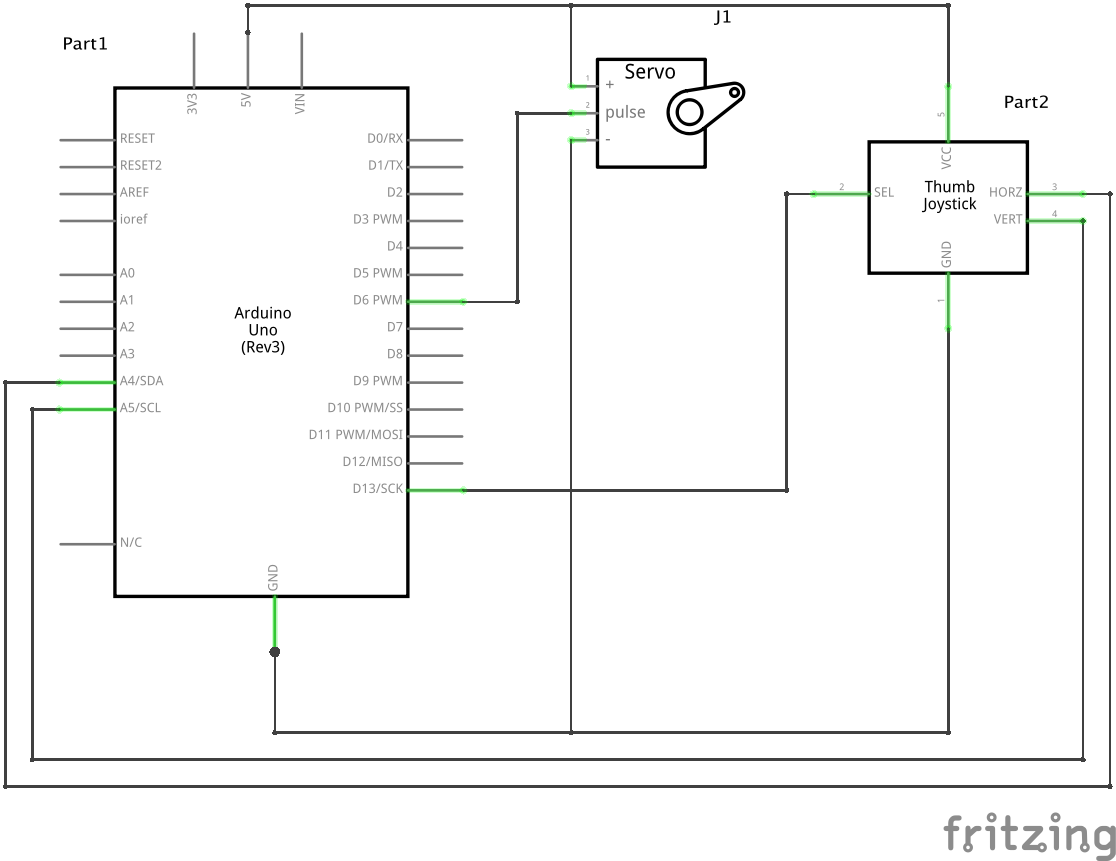 J1
Part1
3V3
5V
VIN
Servo
1
+
2
pulse
3
-
Part2
5
VCC
RESET
D0/RX
RESET2
D1/TX
AREF
D2
ioref
D3 PWM
D4
2
SEL
Thumb
Joystick
HORZ
3
VERT
4
GND
1
A0
D5 PWM
A1
D6 PWM
A2
D7
A3
D8
Arduino
Uno
(Rev3)
A4/SDA
D9 PWM
A5/SCL
D10 PWM/SS
D11 PWM/MOSI
D12/MISO
D13/SCK
N/C
GND
fritzing